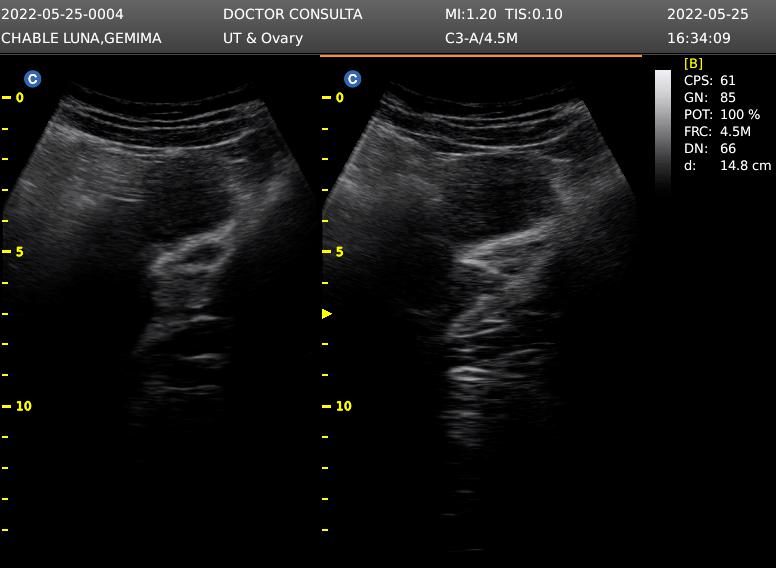 2022-05-25-0004 DOCTOR CONSULTA MI:1.20 TIS:0.10 2022-05-25
CHABLE LUNA,GEMIMA UT & Ovary C3-A/4.5M 16:34:09
[B]
CPS: 61
GN: 85
POT: 100 %
FRC: 4.5M
DN: 66
d: 14.8 cm
C C
0 0
5 5
10 10